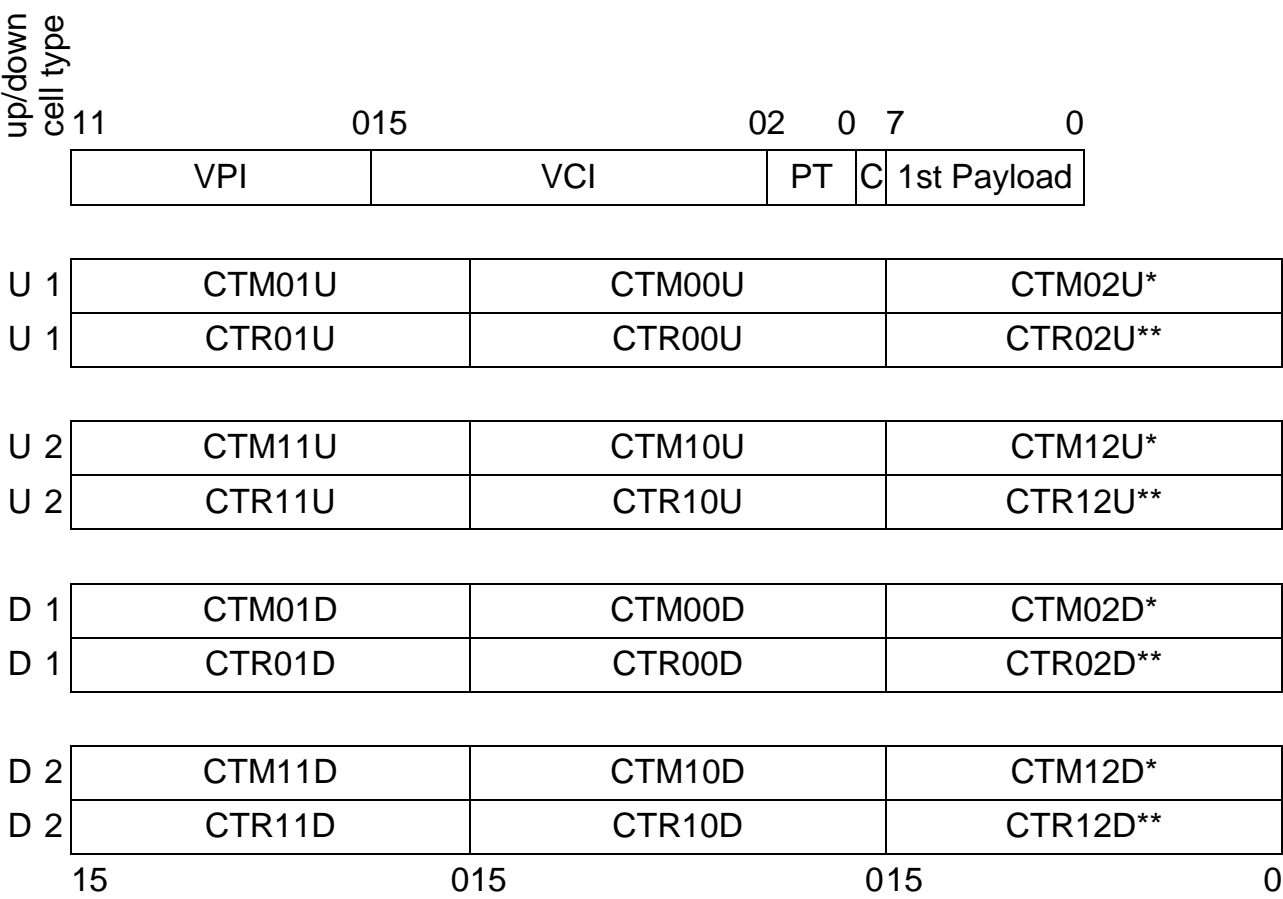 up/down
cell type
11 015 02 0 7 0
VPI VCI PT C 1st Payload
U 1 CTM01U CTM00U CTM02U*
U 1 CTR01U CTR00U CTR02U**
U 2 CTM11U CTM10U CTM12U*
U 2 CTR11U CTR10U CTR12U**
D 1 CTM01D CTM00D CTM02D*
D 1 CTR01D CTR00D CTR02D**
D 2 CTM11D CTM10D CTM12D*
D 2 CTR11D CTR10D CTR12D**
15 015 015 0